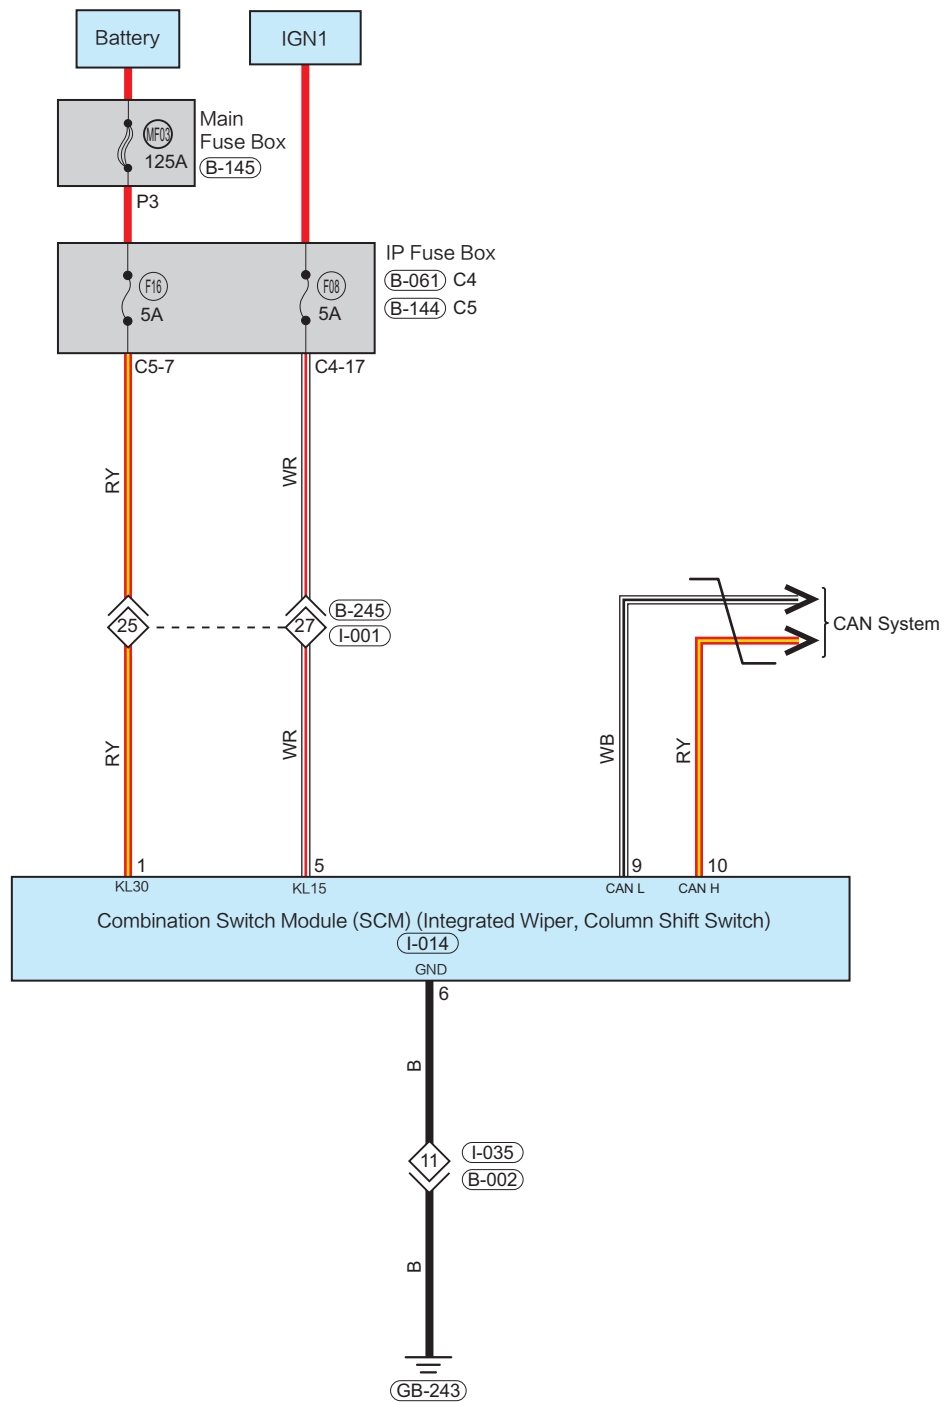 Battery
IGN1
MF03
125A
Main
Fuse Box
B-145
P3
IP Fuse Box
B-061 C4
B-144 C5
F16
5A
F08
5A
C5-7
C4-17
RY
WR
25
27
B-245
I-001
CAN System
RY
WR
WB
RY
1
5
9
10
KL30
KL15
CAN L
CAN H
Combination Switch Module (SCM) (Integrated Wiper, Column Shift Switch)
I-014
GND
6
B
11
I-035
B-002
B
GB-243